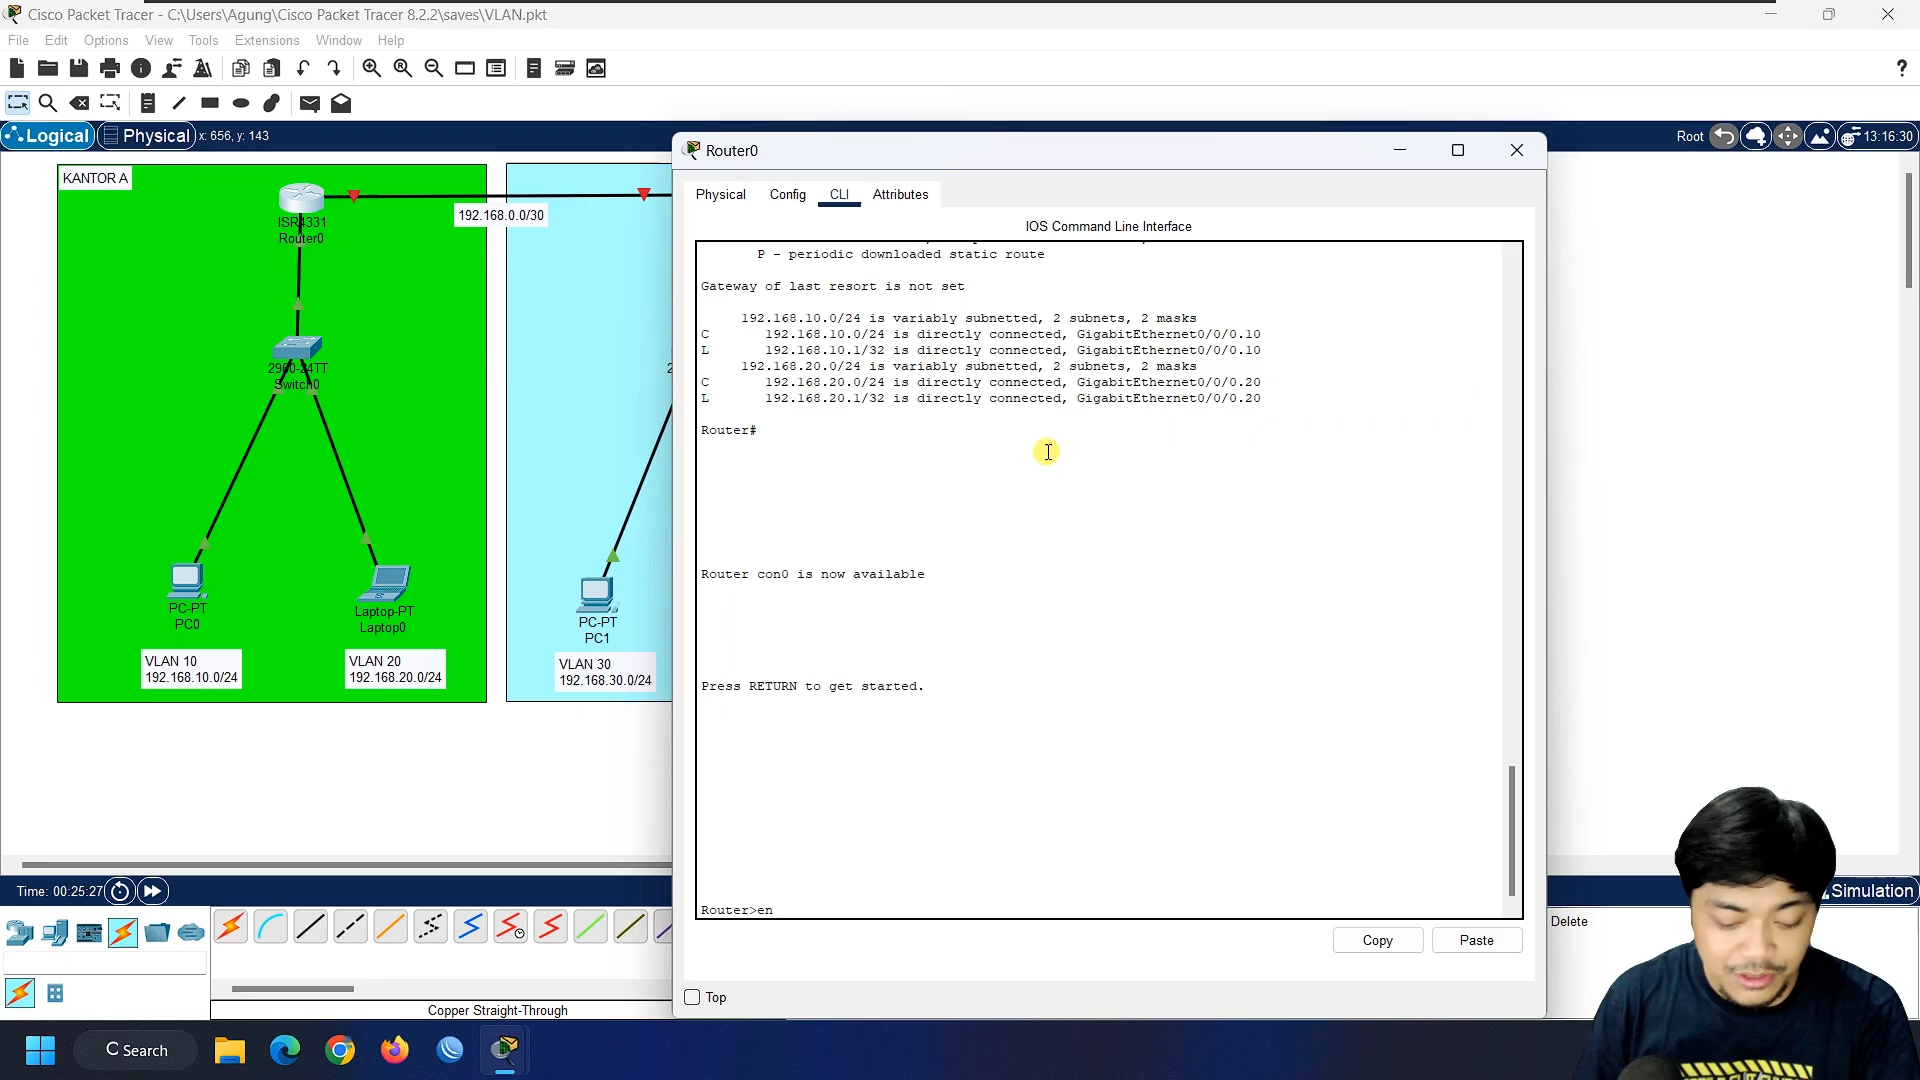 Cisco Packet Tracer - C:\Users\Agung\Cisco Packet Tracer 8.2.2\saves\VLAN.pkt
File Edit Options View Tools Extensions Window Help
Logical Physical x: 656, y: 143
Root 13:16:30
KANTOR A
ISR4331
Router0
192.168.0.0/30
2960-24TT
Switch0
PC-PT
PC0
Laptop-PT
Laptop0
VLAN 10
192.168.10.0/24
VLAN 20
192.168.20.0/24
PC-PT
PC1
VLAN 30
192.168.30.0/24
Router0
Physical Config CLI Attributes
IOS Command Line Interface
P - periodic downloaded static route
Gateway of last resort is not set
192.168.10.0/24 is variably subnetted, 2 subnets, 2 masks
C 192.168.10.0/24 is directly connected, GigabitEthernet0/0/0.10
L 192.168.10.1/32 is directly connected, GigabitEthernet0/0/0.10
192.168.20.0/24 is variably subnetted, 2 subnets, 2 masks
C 192.168.20.0/24 is directly connected, GigabitEthernet0/0/0.20
L 192.168.20.1/32 is directly connected, GigabitEthernet0/0/0.20
Router#
Router con0 is now available
Press RETURN to get started.
Router>en
Copy Paste
Top
Time: 00:25:27
Simulation
Delete
Copper Straight-Through
Search